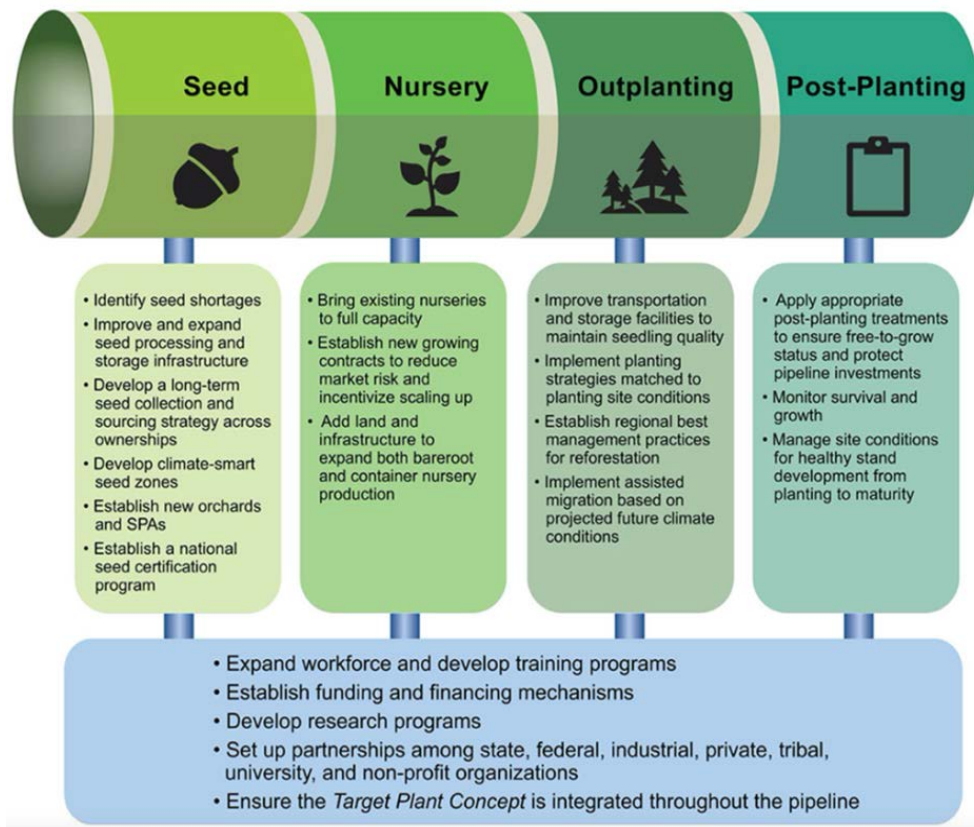 Seed
Nursery
Outplanting
Post-Planting
• Identify seed shortages
• Improve and expand
seed processing and
storage infrastructure
• Develop a long-term
seed collection and
sourcing strategy across
ownerships
• Develop climate-smart
seed zones
• Establish new orchards
and SPAs
• Establish a national
seed certification
program
• Bring existing nurseries
to full capacity
• Establish new growing
contracts to reduce
market risk and
incentivize scaling up
• Add land and
infrastructure to
expand both bareroot
and container nursery
production
• Improve transportation
and storage facilities to
maintain seedling quality
• Implement planting
strategies matched to
planting site conditions
• Establish regional best
management practices
for reforestation
• Implement assisted
migration based on
projected future climate
conditions
• Apply appropriate
post-planting treatments
to ensure free-to-grow
status and protect
pipeline investments
• Monitor survival and
growth
• Manage site conditions
for healthy stand
development from
planting to maturity
• Expand workforce and develop training programs
• Establish funding and financing mechanisms
• Develop research programs
• Set up partnerships among state, federal, industrial, private, tribal,
university, and non-profit organizations
• Ensure the Target Plant Concept is integrated throughout the pipeline